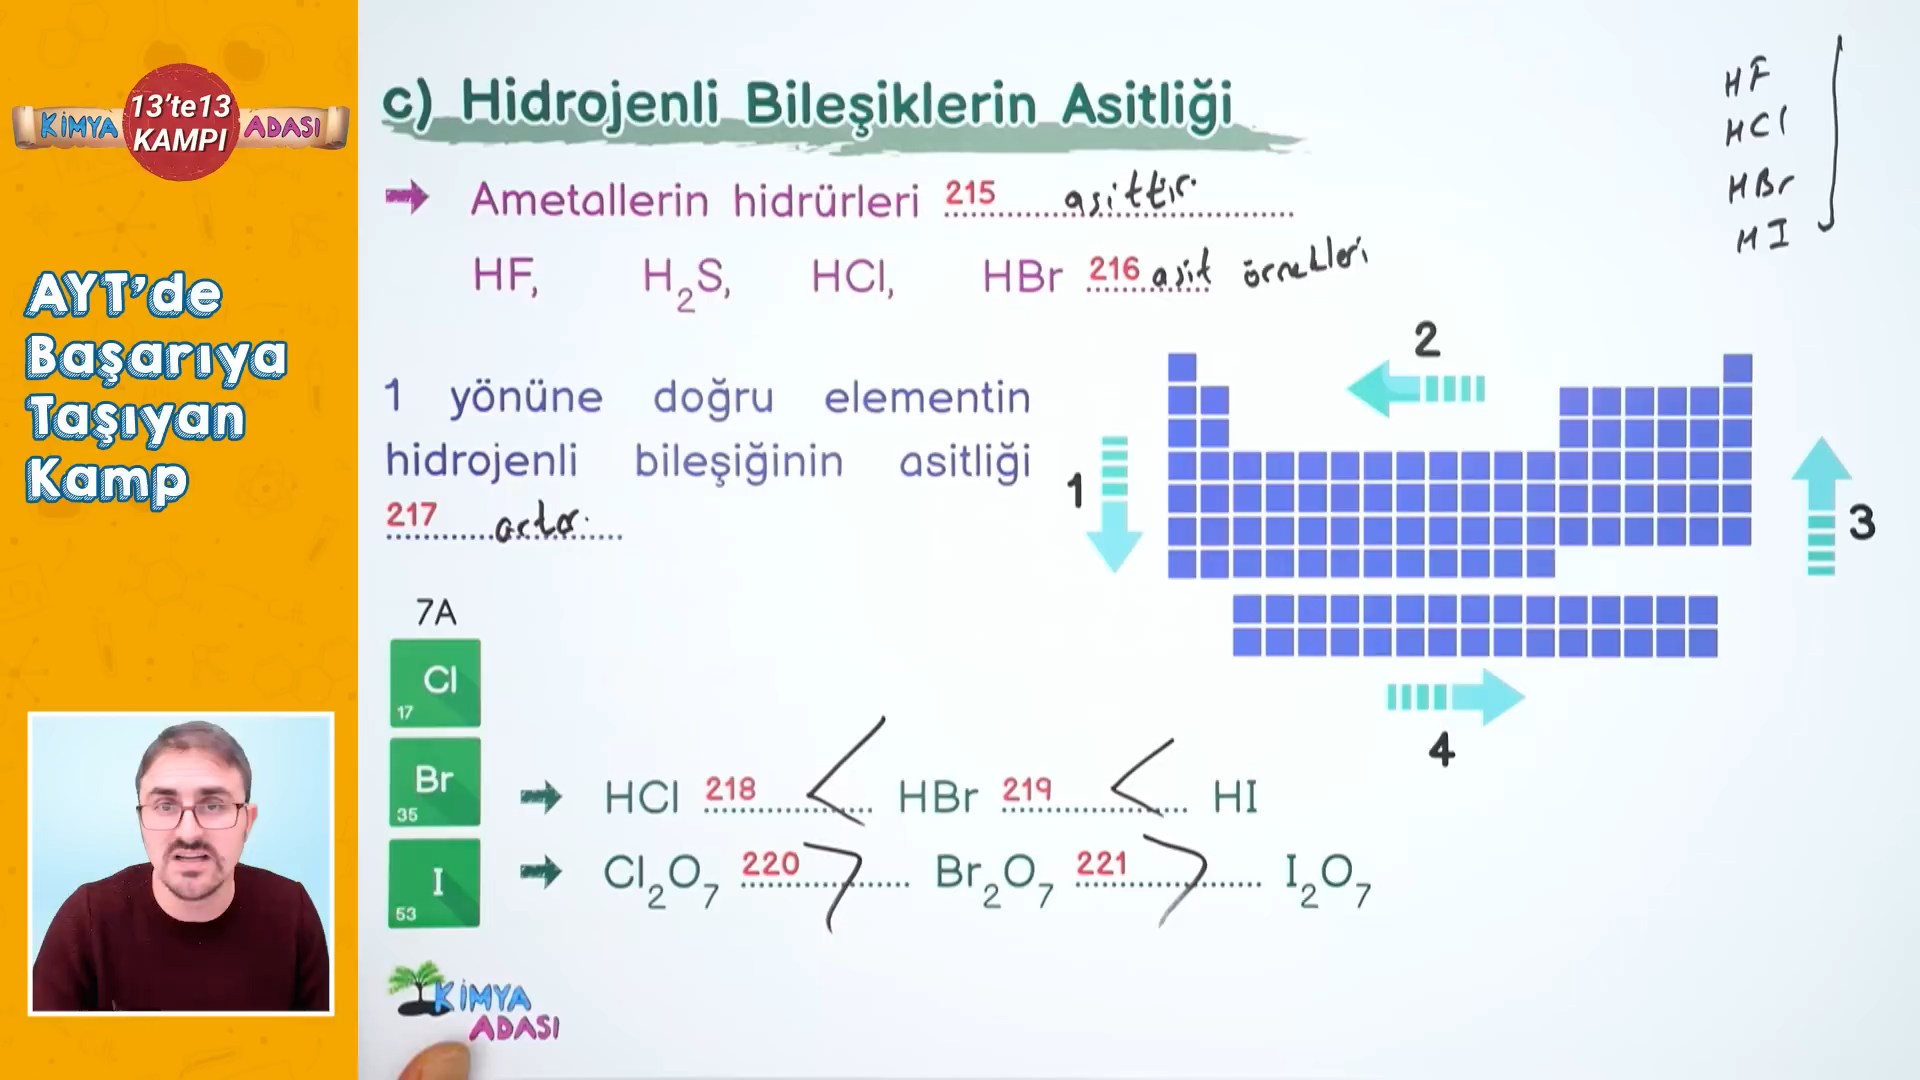 KİMYA 13'te13 KAMPI ADASI
AYT'de
Başarıya
Taşıyan
Kamp
c) Hidrojenli Bileşiklerin Asitliği
Ametallerin hidrürleri 215 asittir.
HF, H₂S, HCl, HBr 216 asit örnekleri
HF
HCl
HBr
HI
1 yönüne doğru elementin
hidrojenli bileşiğinin asitliği
217 artar.
1
2
3
4
7A
Cl
17
Br
35
I
53
HCl 218 < HBr 219 < HI
Cl₂O₇ 220 > Br₂O₇ 221 > I₂O₇
KİMYA
ADASI